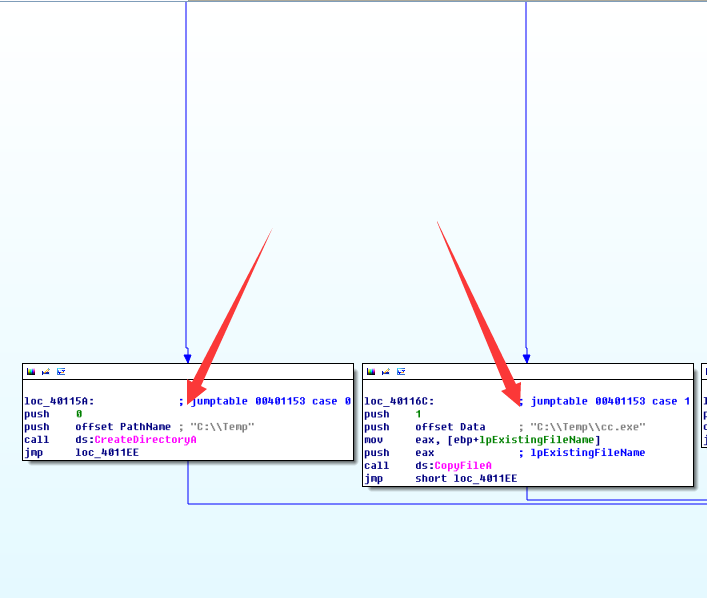 loc_40115A: ; jumptable 00401153 case 0
push 0
push offset PathName ; "C:\\Temp"
call ds:CreateDirectoryA
jmp loc_4011EE
loc_40116C: ; jumptable 00401153 case 1
push 1
push offset Data ; "C:\\Temp\\cc.exe"
mov eax, [ebp+lpExistingFileName]
push eax ; lpExistingFileName
call ds:CopyFileA
jmp short loc_4011EE